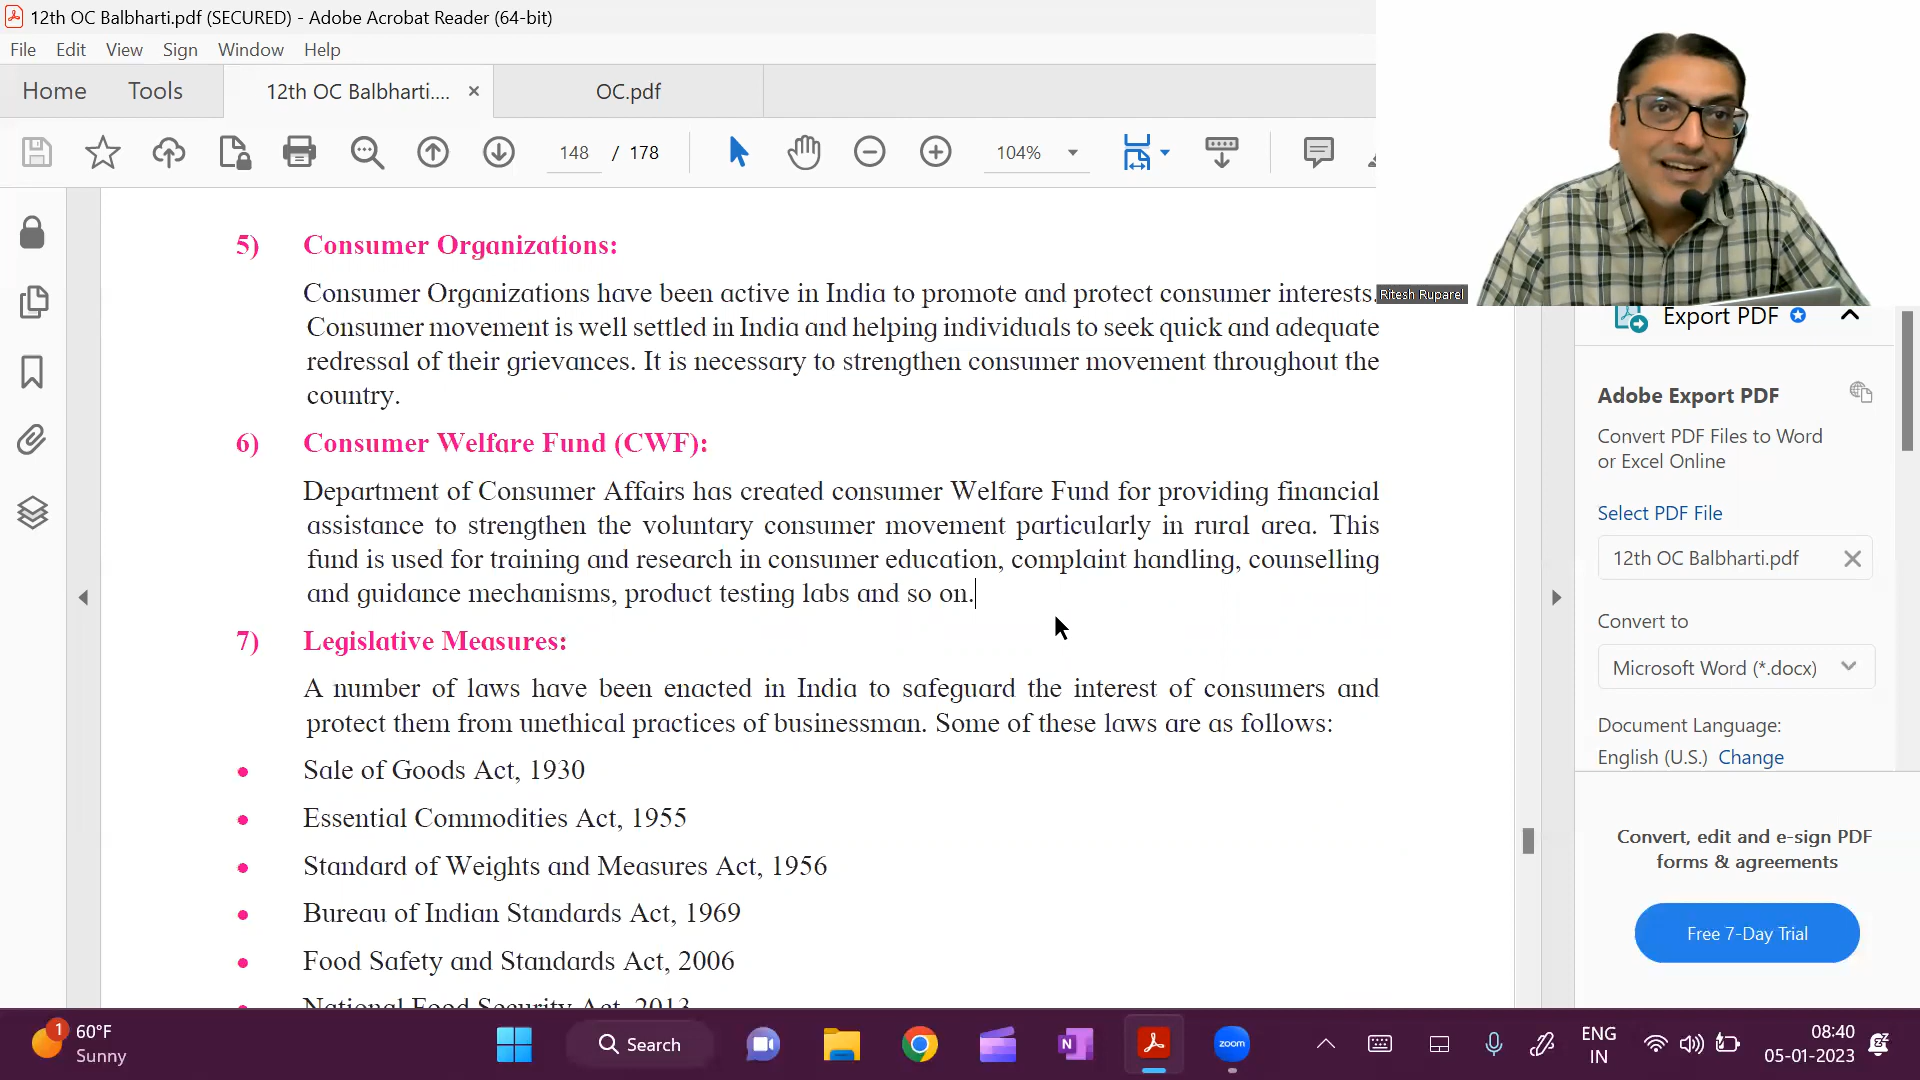 12th OC Balbharti.pdf (SECURED) - Adobe Acrobat Reader (64-bit)
File Edit View Sign Window Help
Home Tools 12th OC Balbharti.... × OC.pdf
148 / 178 104%
5) Consumer Organizations:
Consumer Organizations have been active in India to promote and protect consumer interests.
Consumer movement is well settled in India and helping individuals to seek quick and adequate
redressal of their grievances. It is necessary to strengthen consumer movement throughout the
country.
6) Consumer Welfare Fund (CWF):
Department of Consumer Affairs has created consumer Welfare Fund for providing financial
assistance to strengthen the voluntary consumer movement particularly in rural area. This
fund is used for training and research in consumer education, complaint handling, counselling
and guidance mechanisms, product testing labs and so on.
7) Legislative Measures:
A number of laws have been enacted in India to safeguard the interest of consumers and
protect them from unethical practices of businessman. Some of these laws are as follows:
• Sale of Goods Act, 1930
• Essential Commodities Act, 1955
• Standard of Weights and Measures Act, 1956
• Bureau of Indian Standards Act, 1969
• Food Safety and Standards Act, 2006
• National Food Security Act, 2013
Ritesh Ruparel
Export PDF
Adobe Export PDF
Convert PDF Files to Word
or Excel Online
Select PDF File
12th OC Balbharti.pdf
Convert to
Microsoft Word (*.docx)
Document Language:
English (U.S.) Change
Convert, edit and e-sign PDF
forms & agreements
Free 7-Day Trial
1
60°F
Sunny
Search
N
zoom
ENG
IN
08:40
05-01-2023